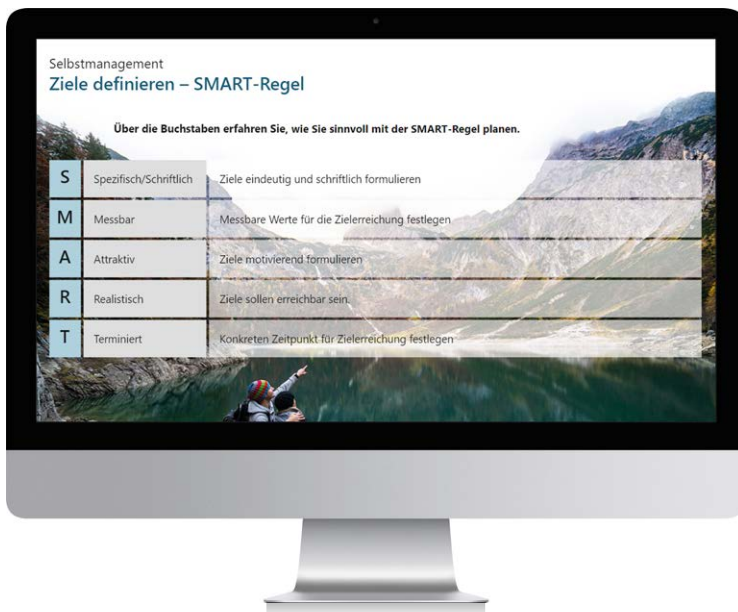 Selbstmanagement
Ziele definieren – SMART-Regel
Über die Buchstaben erfahren Sie, wie Sie sinnvoll mit der SMART-Regel planen.
S Spezifisch/Schriftlich Ziele eindeutig und schriftlich formulieren
M Messbar Messbare Werte für die Zielerreichung festlegen
A Attraktiv Ziele motivierend formulieren
R Realistisch Ziele sollen erreichbar sein.
T Terminiert Konkreten Zeitpunkt für Zielerreichung festlegen